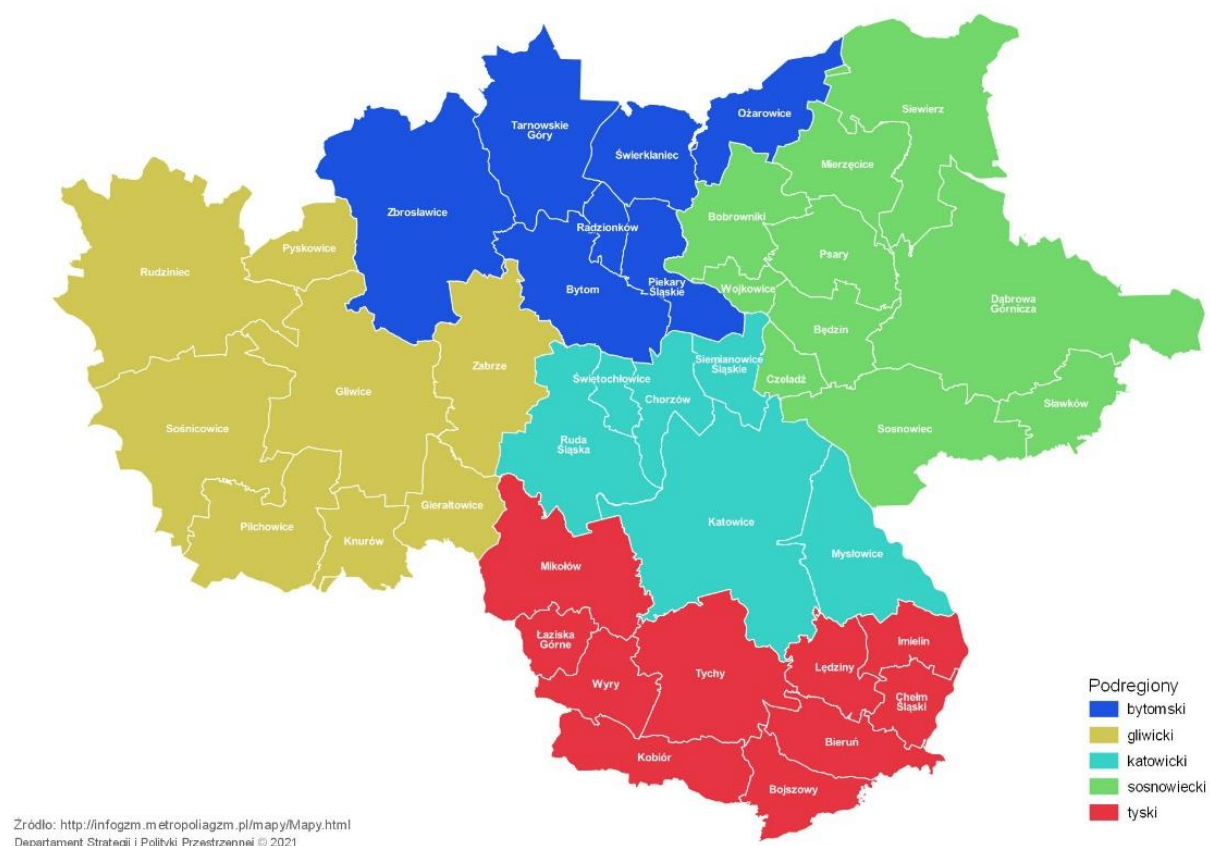 Tarnowskie
Góry
Ożarowice
Siewierz
Świerklaniec
Mierzęcice
Zbrosławice
Bobrowniki
Radzionków
Pyskowice
Psary
Rudziniec
Piekary
Śląskie
Bytom
Wojkowice
Dąbrowa
Górnicza
Będzin
Siemianowice
Śląskie
Zabrze
Świętochłowice
Czeladź
Gliwice
Chorzów
Sławków
Sośnicowice
Sosnowiec
Ruda
Śląska
Gierałtowice
Katowice
Pilchowice
Knurów
Mysłowice
Mikołów
Łaziska
Górne
Imielin
Lędziny
Tychy
Wyry
Chełm
Śląski
Bieruń
Kobiór
Bojszowy
Podregiony
bytomski
gliwicki
katowicki
sosnowiecki
tyski
Źródło: http://infogzm.metropoliagzm.pl/mapy/Mapy.html
Departament Strategii i Polityki Przestrzennej © 2021